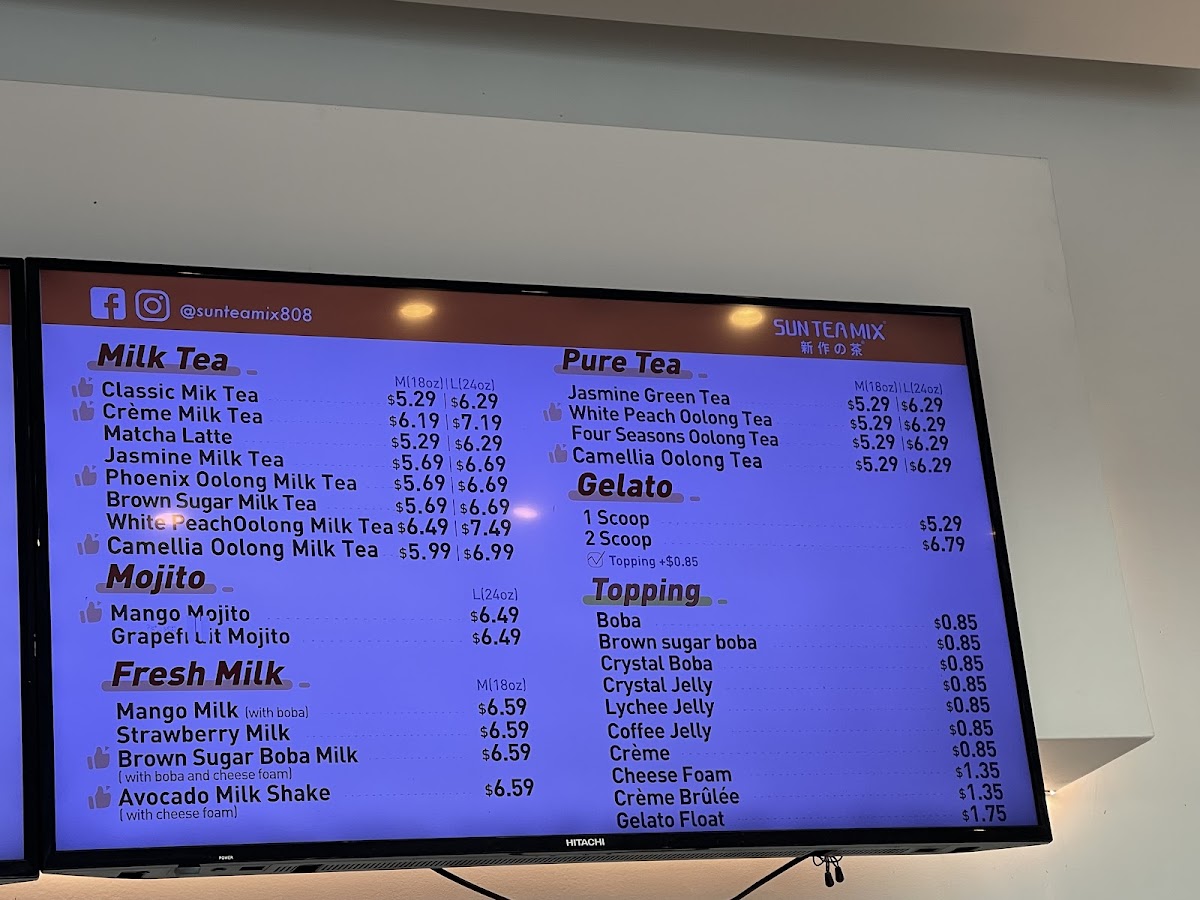 @sunteamix808
SUN TEA MIX
新作の茶
Milk Tea
M(18oz) | L(24oz)
Classic Mik Tea $5.29 | $6.29
Crème Milk Tea $6.19 | $7.19
Matcha Latte $5.29 | $6.29
Jasmine Milk Tea $5.69 | $6.69
Phoenix Oolong Milk Tea $5.69 | $6.69
Brown Sugar Milk Tea $5.69 | $6.69
White PeachOolong Milk Tea $6.49 | $7.49
Camellia Oolong Milk Tea $5.99 | $6.99
Mojito
L(24oz)
Mango Mojito $6.49
Grapefruit Mojito $6.49
Fresh Milk
M(18oz)
Mango Milk (with boba) $6.59
Strawberry Milk $6.59
Brown Sugar Boba Milk $6.59
(with boba and cheese foam)
Avocado Milk Shake $6.59
(with cheese foam)
Pure Tea
M(18oz) | L(24oz)
Jasmine Green Tea $5.29 | $6.29
White Peach Oolong Tea $5.29 | $6.29
Four Seasons Oolong Tea $5.29 | $6.29
Camellia Oolong Tea $5.29 | $6.29
Gelato
1 Scoop $5.29
2 Scoop $6.79
Topping +$0.85
Topping
Boba $0.85
Brown sugar boba $0.85
Crystal Boba $0.85
Crystal Jelly $0.85
Lychee Jelly $0.85
Coffee Jelly $0.85
Crème $0.85
Cheese Foam $1.35
Crème Brûlée $1.35
Gelato Float $1.75
HITACHI
POWER